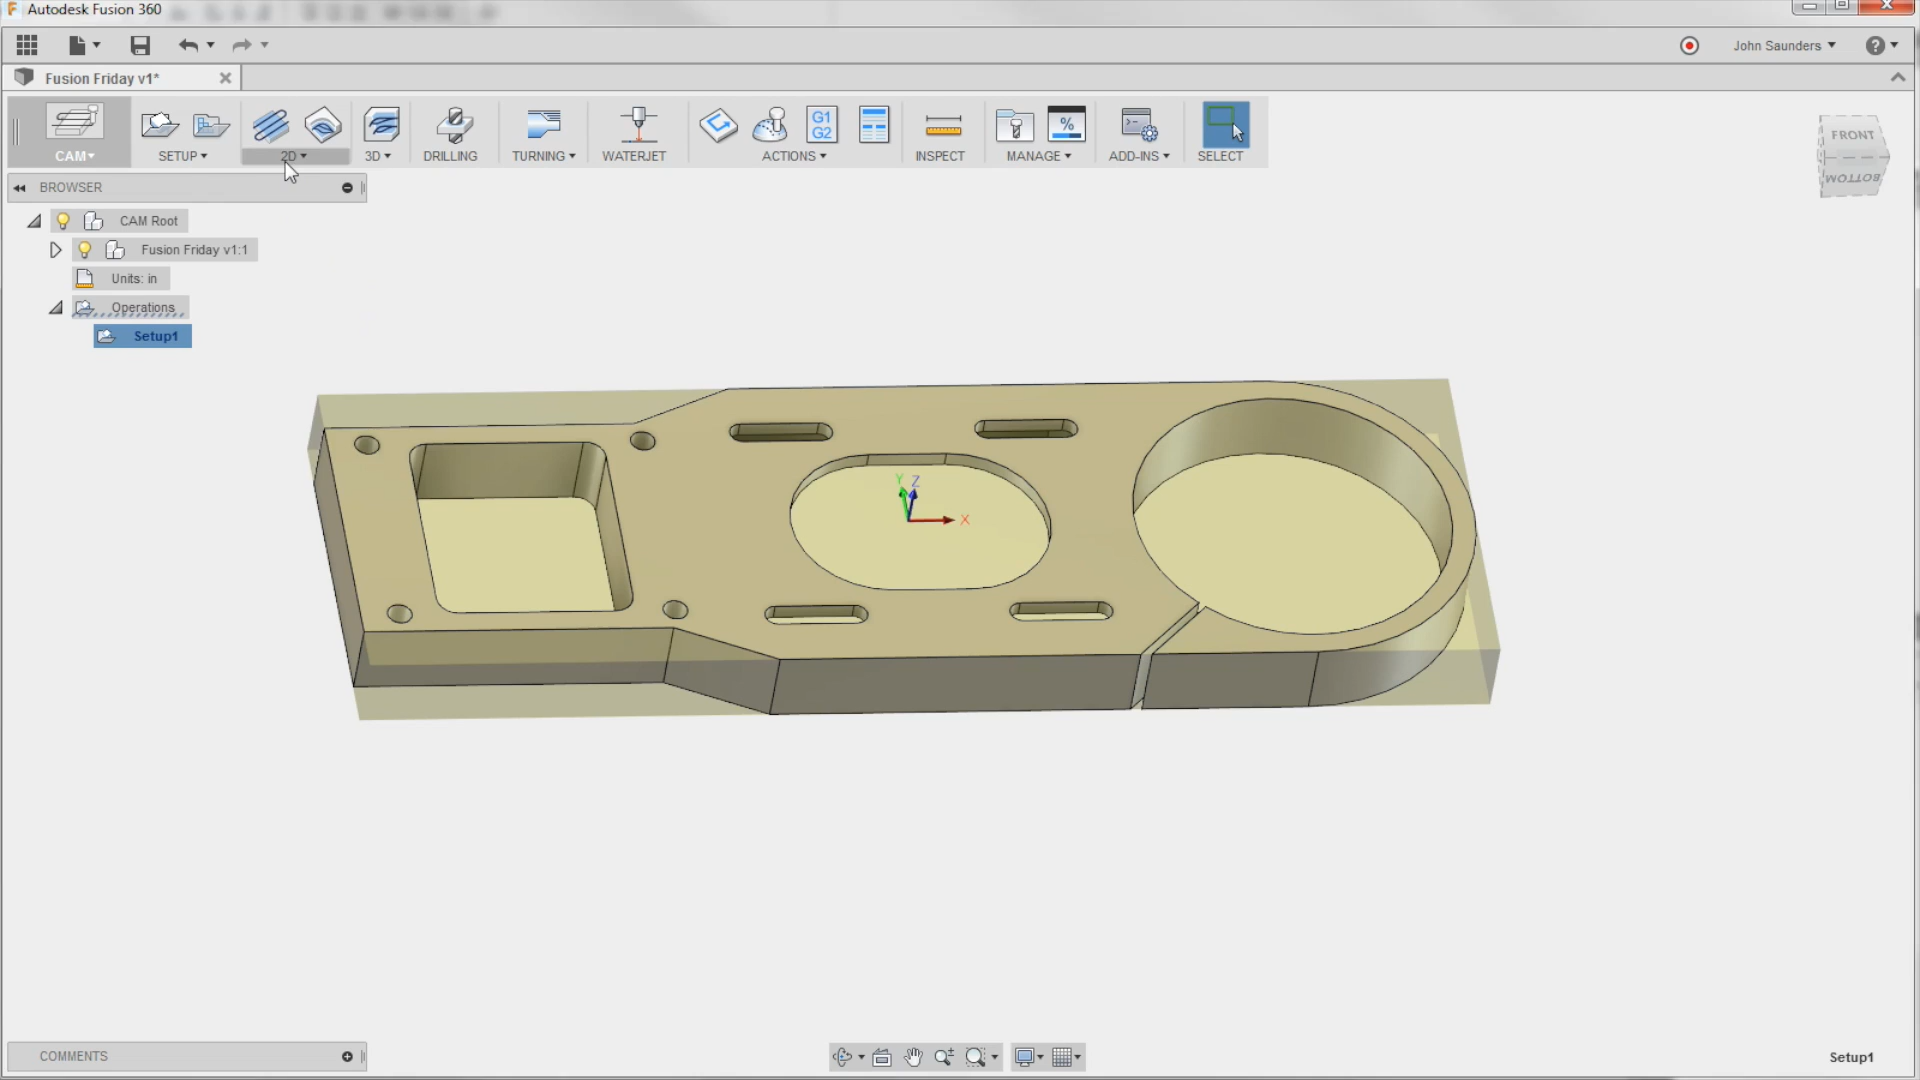 Autodesk Fusion 360
John Saunders
?
Fusion Friday v1*
G1
G2
%
CAM
SETUP
2D
3D
DRILLING
TURNING
WATERJET
ACTIONS
INSPECT
MANAGE
ADD-INS
SELECT
FRONT
BOTTOM
BROWSER
CAM Root
Fusion Friday v1:1
Units: in
Operations
Setup1
Y Z
X
COMMENTS
Setup1